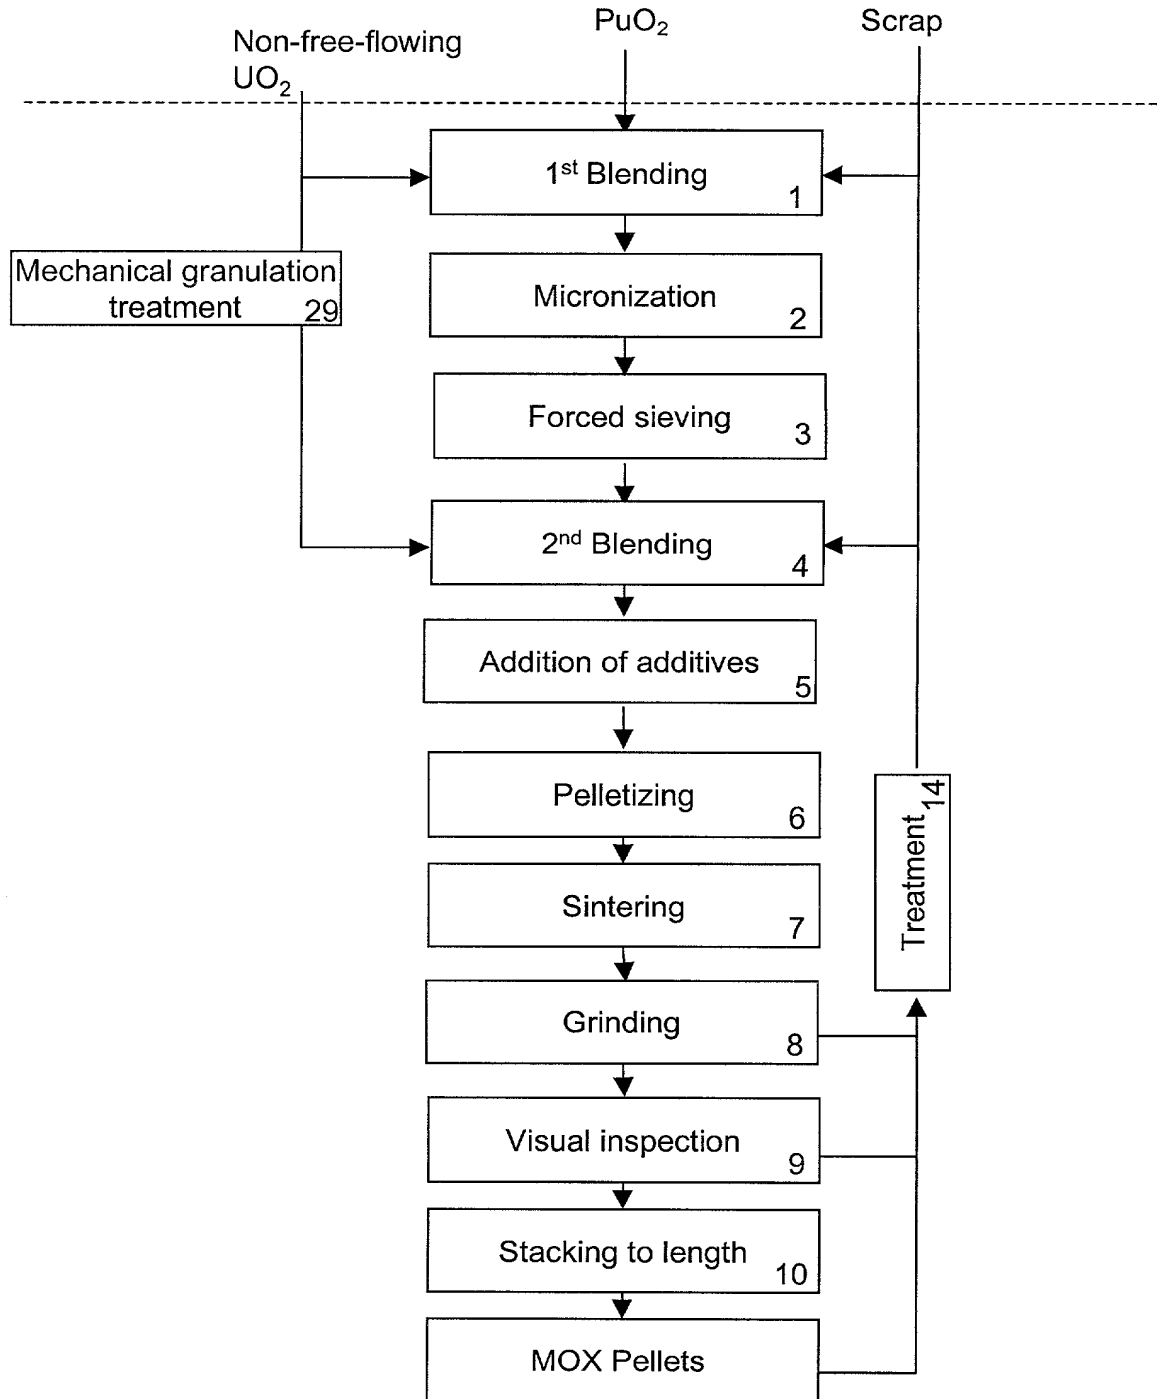 Non-free-flowing
UO₂
PuO₂
Scrap
1st Blending
1
Mechanical granulation
treatment
29
Micronization
2
Forced sieving
3
2nd Blending
4
Addition of additives
5
Pelletizing
6
Treatment
14
Sintering
7
Grinding
8
Visual inspection
9
Stacking to length
10
MOX Pellets